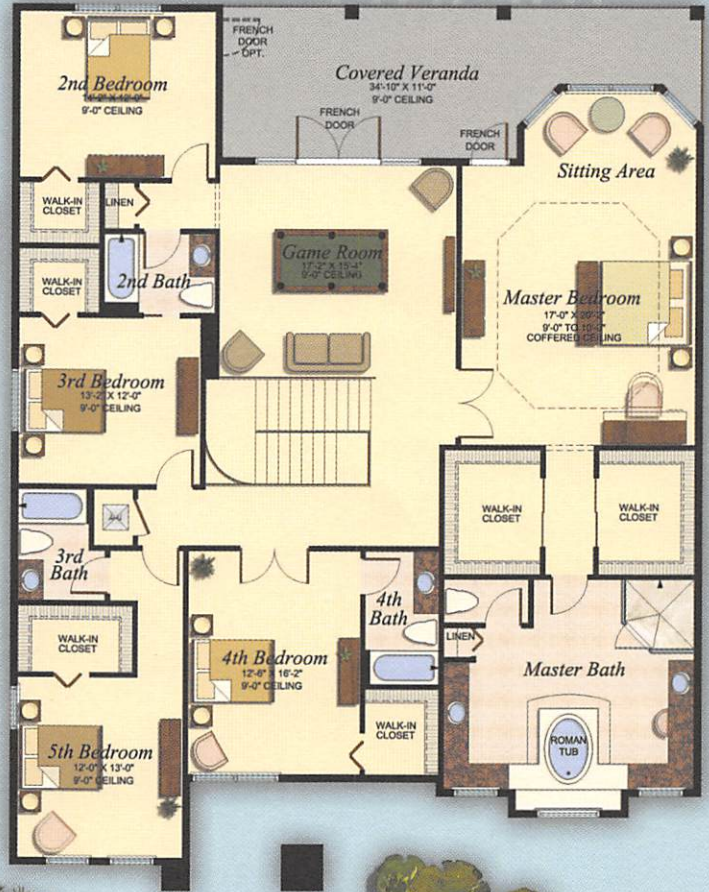 FRENCH
DOOR
OPT.
2nd Bedroom
14'-2" X 12'-0"
9'-0" CEILING
Covered Veranda
34'-10" X 11'-0"
9'-0" CEILING
FRENCH
DOOR
FRENCH
DOOR
Sitting Area
WALK-IN
CLOSET
LINEN
Game Room
17'-2" X 15'-4"
9'-0" CEILING
WALK-IN
CLOSET
2nd Bath
Master Bedroom
17'-0" X 20'-2"
9'-0" TO 10'-0"
COFFERED CEILING
3rd Bedroom
13'-2" X 12'-0"
9'-0" CEILING
WALK-IN
CLOSET
WALK-IN
CLOSET
3rd
Bath
4th
Bath
WALK-IN
CLOSET
LINEN
4th Bedroom
12'-6" X 16'-2"
9'-0" CEILING
Master Bath
WALK-IN
CLOSET
5th Bedroom
12'-0" X 13'-0"
9'-0" CEILING
ROMAN
TUB